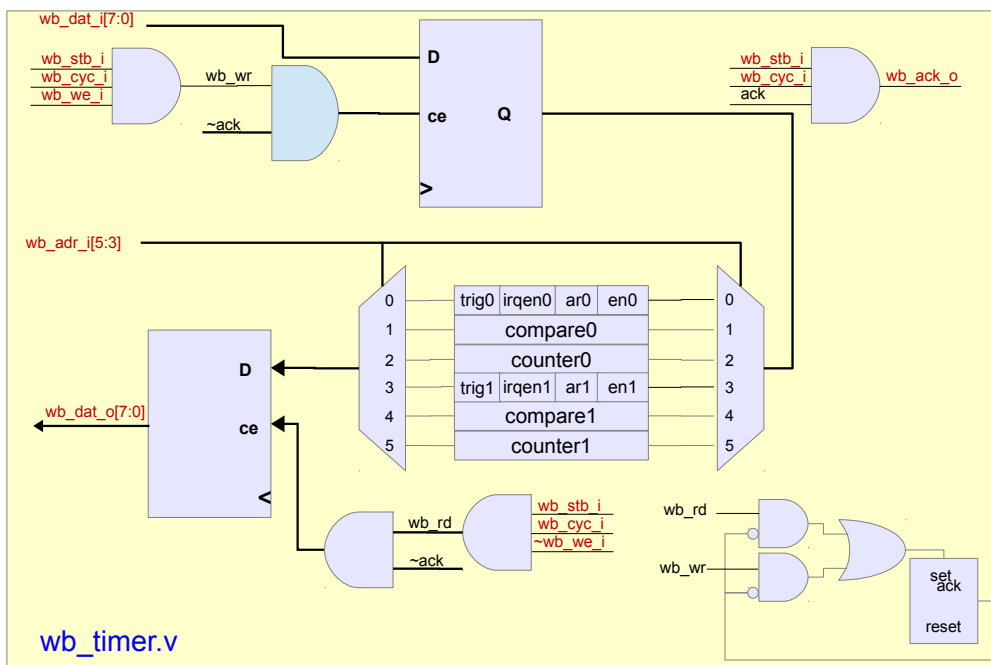 wb_dat_i[7:0]
wb_stb_i
wb_cyc_i
wb_we_i
wb_wr
~ack
D
ce
Q
>
wb_stb_i
wb_cyc_i
ack
wb_ack_o
wb_adr_i[5:3]
0 trig0 irqen0 ar0 en0 0
1 compare0 1
2 counter0 2
3 trig1 irqen1 ar1 en1 3
4 compare1 4
5 counter1 5
D
ce
<
wb_dat_o[7:0]
wb_rd
~ack
wb_stb_i
wb_cyc_i
~wb_we_i
wb_rd
wb_wr
set
ack
reset
wb_timer.v